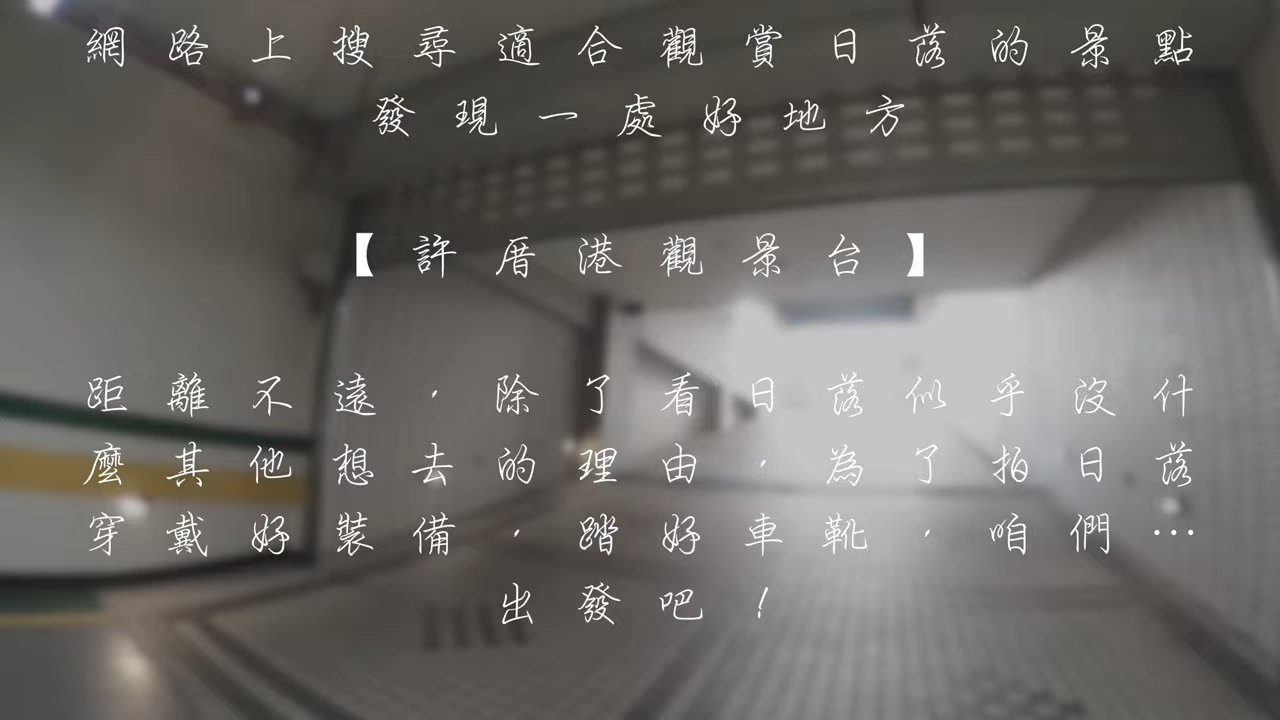 網路上搜尋適合觀賞日落的景點
發現一處好地方
【許厝港觀景台】
距離不遠，除了看日落似乎沒什
麼其他想去的理由，為了拍日落
穿戴好裝備，踏好車靴，咱們…
出發吧！